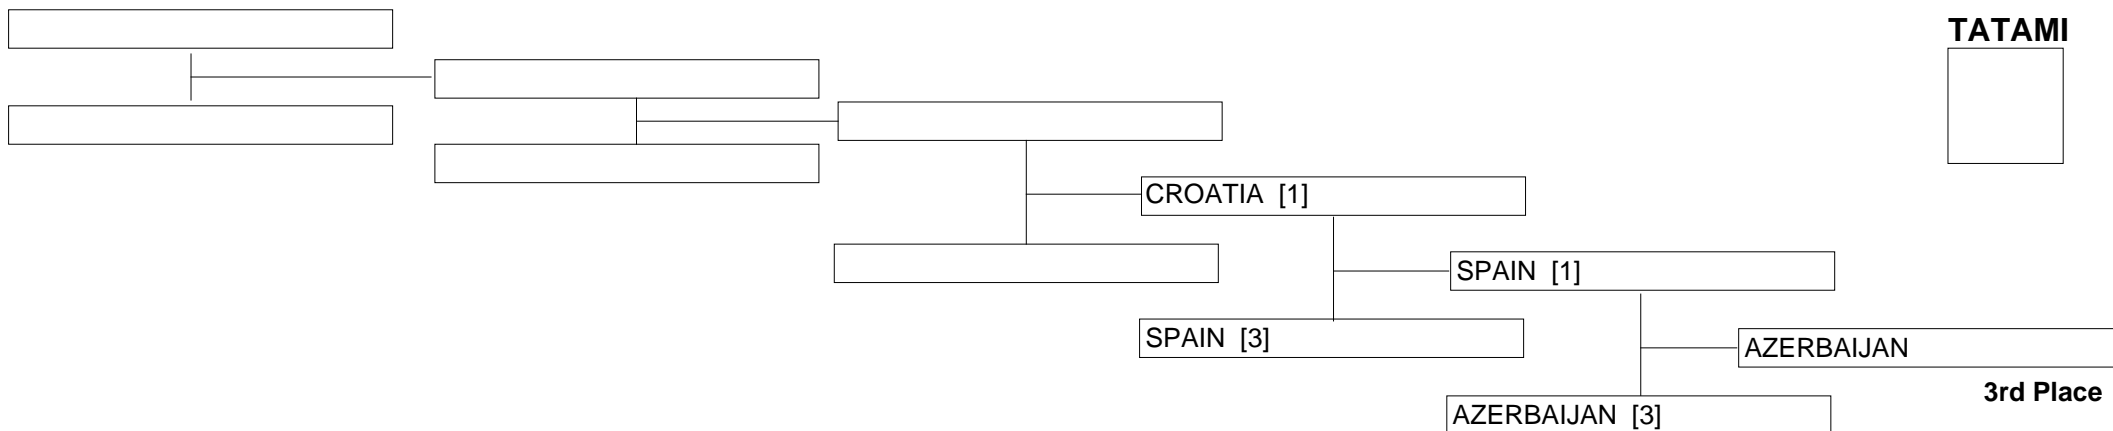 TATAMI
CROATIA [1]
SPAIN [1]
SPAIN [3]
AZERBAIJAN
3rd Place
AZERBAIJAN [3]